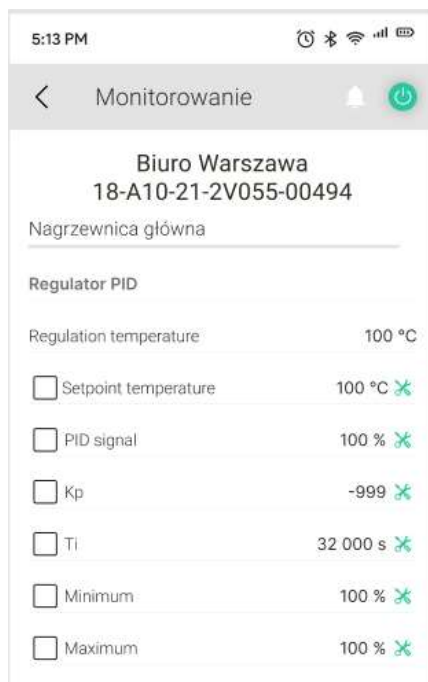 5:13 PM
Monitorowanie
Biuro Warszawa
18-A10-21-2V055-00494
Nagrzewnica główna
Regulator PID
Regulation temperature 100 °C
Setpoint temperature 100 °C
PID signal 100 %
Kp -999
Ti 32 000 s
Minimum 100 %
Maximum 100 %